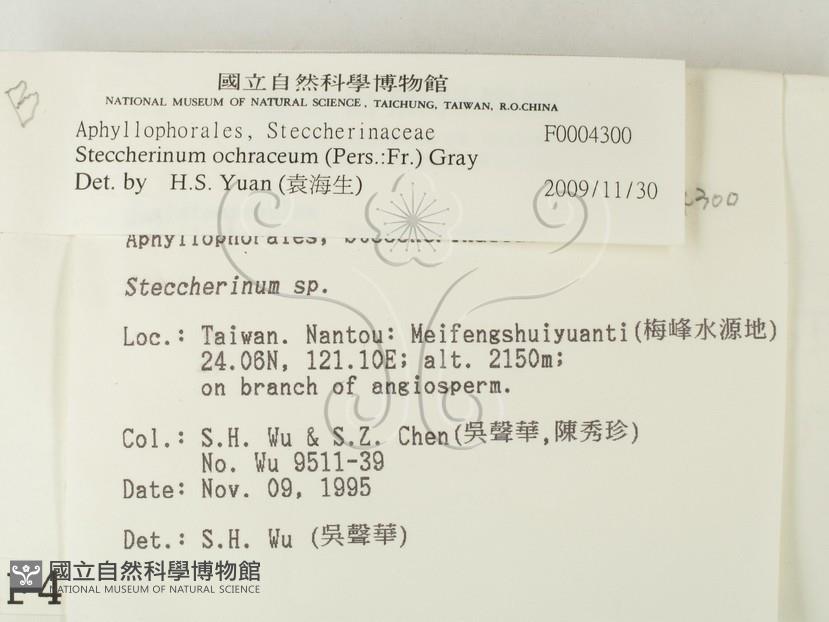 B
國立自然科學博物館
NATIONAL MUSEUM OF NATURAL SCIENCE, TAICHUNG, TAIWAN, R.O.CHINA
Aphyllophorales, Steccherinaceae F0004300
Steccherinum ochraceum (Pers.:Fr.) Gray
Det. by H.S. Yuan (袁海生) 2009/11/30
300
Aphyllophorales,
Steccherinum sp.
Loc.: Taiwan. Nantou: Meifengshuiyuanti(梅峰水源地)
24.06N, 121.10E; alt. 2150m;
on branch of angiosperm.
Col.: S.H. Wu & S.Z. Chen(吳聲華,陳秀珍)
No. Wu 9511-39
Date: Nov. 09, 1995
Det.: S.H. Wu (吳聲華)
國立自然科學博物館
NATIONAL MUSEUM OF NATURAL SCIENCE